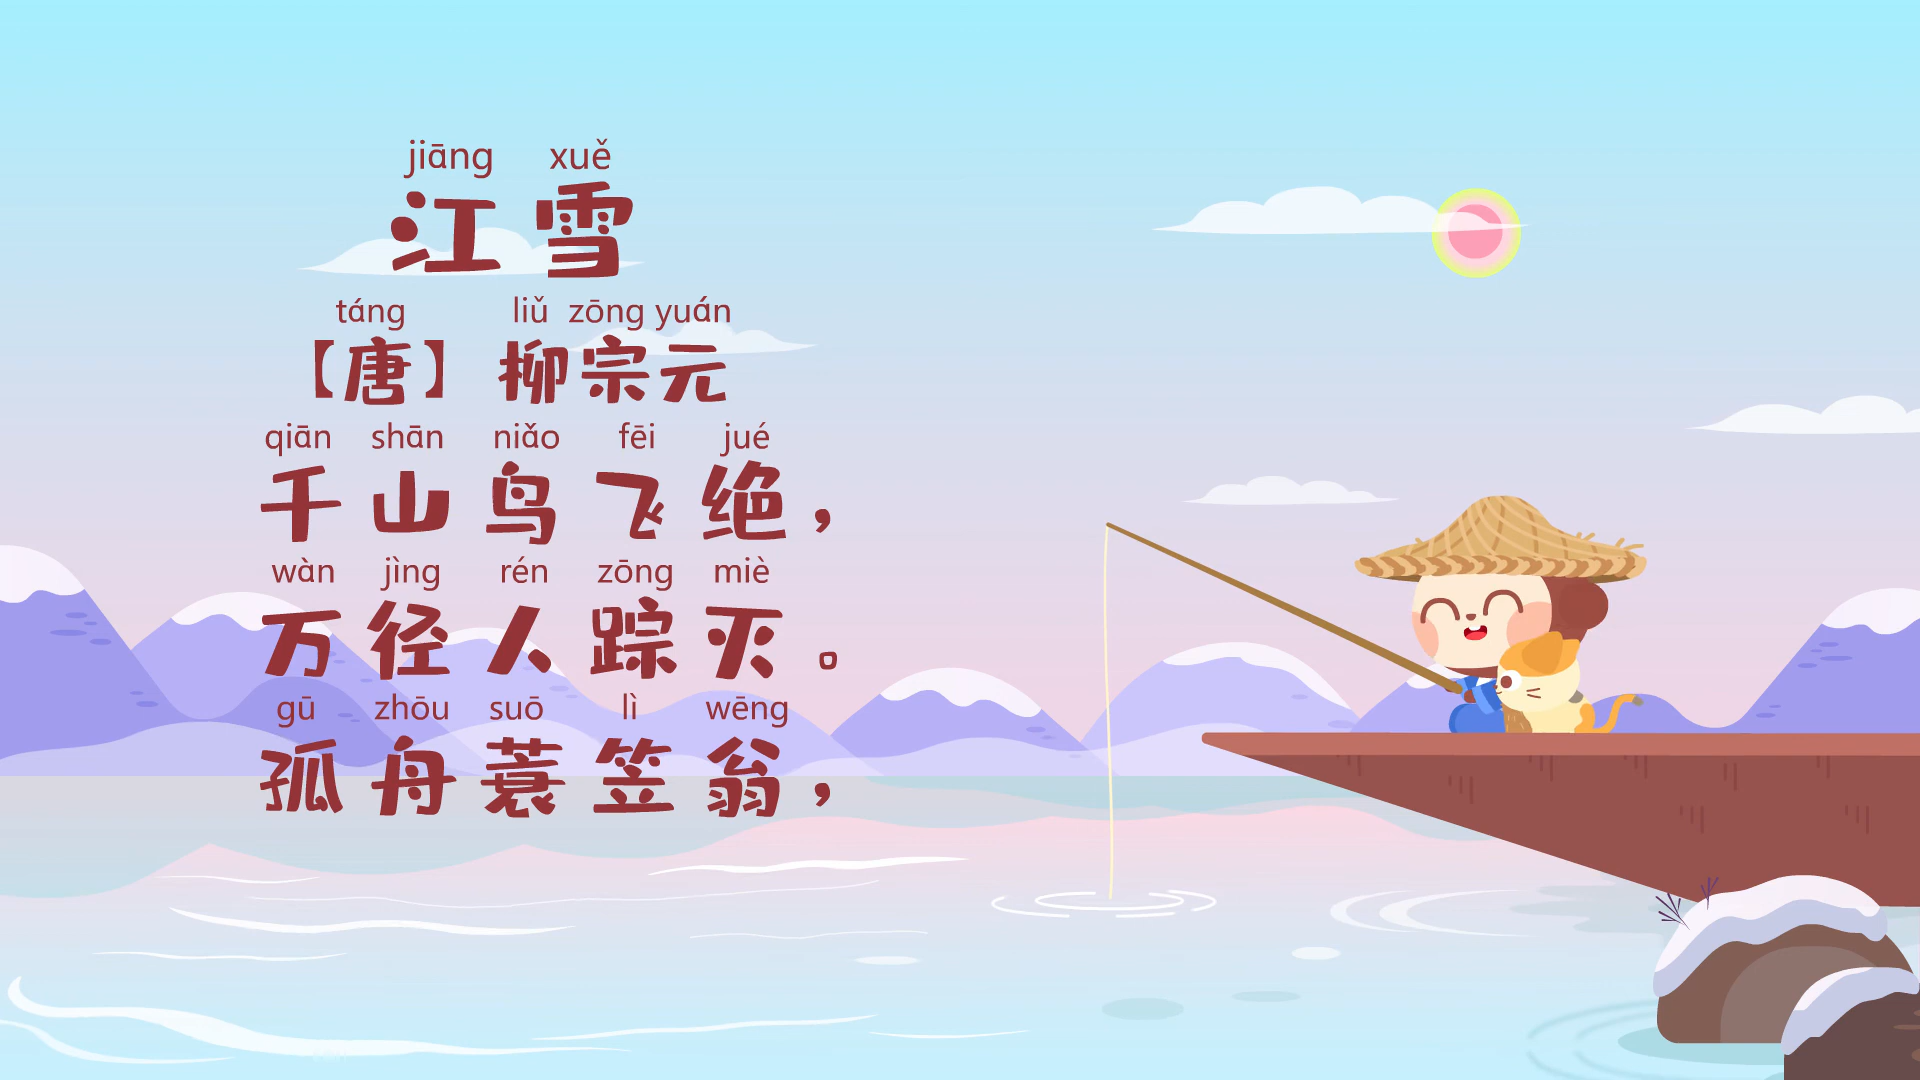 jiāng xuě
江雪
táng liǔ zōng yuán
【唐】 柳宗元
qiān shān niǎo fēi jué
千山鸟飞绝，
wàn jìng rén zōng miè
万径人踪灭。
gū zhōu suō lì wēng
孤舟蓑笠翁，